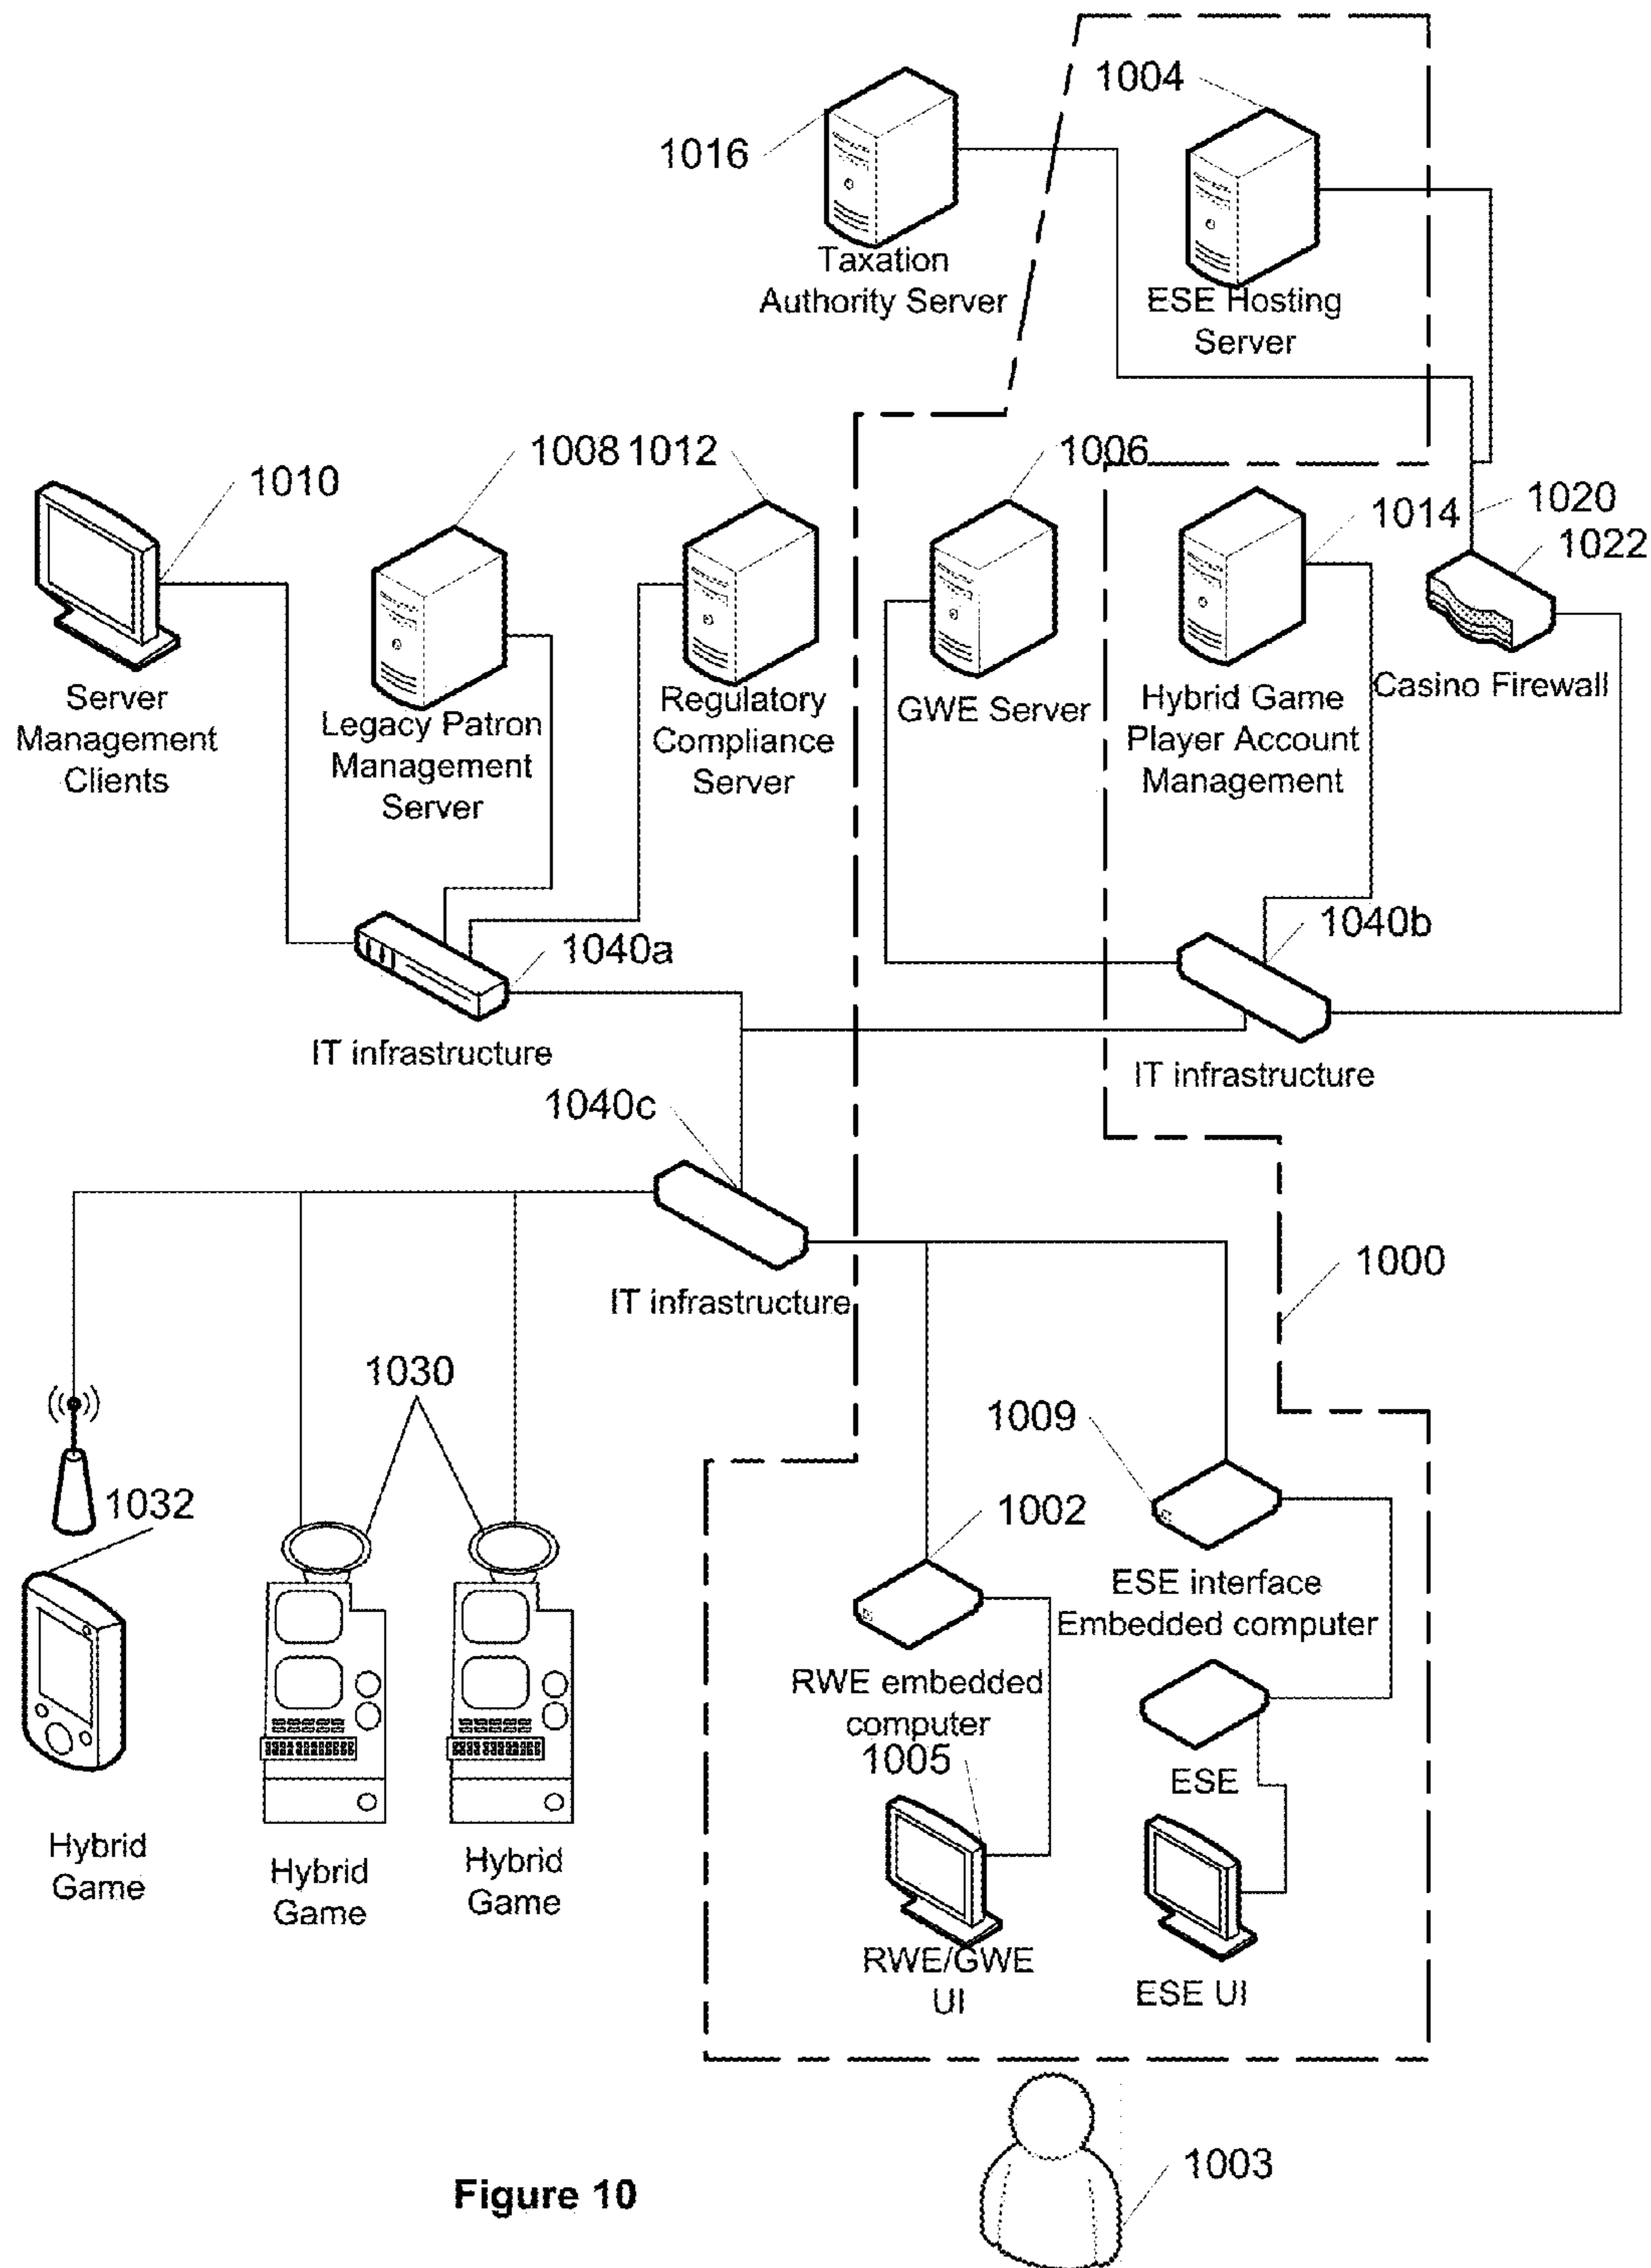 1004
1016
Taxation
Authority Server
ESE Hosting
Server
1008
1012
1006
1010
1014
1020
1022
Server
Management
Clients
Legacy Patron
Management
Server
Regulatory
Compliance
Server
GWE Server
Hybrid Game
Player Account
Management
Casino Firewall
1040a
1040b
IT infrastructure
IT infrastructure
1040c
IT infrastructure
1000
1030
1009
1032
1002
ESE interface
Embedded computer
RWE embedded
computer
1005
ESE
Hybrid
Game
Hybrid
Game
Hybrid
Game
RWE/GWE
UI
ESE UI
1003
Figure 10